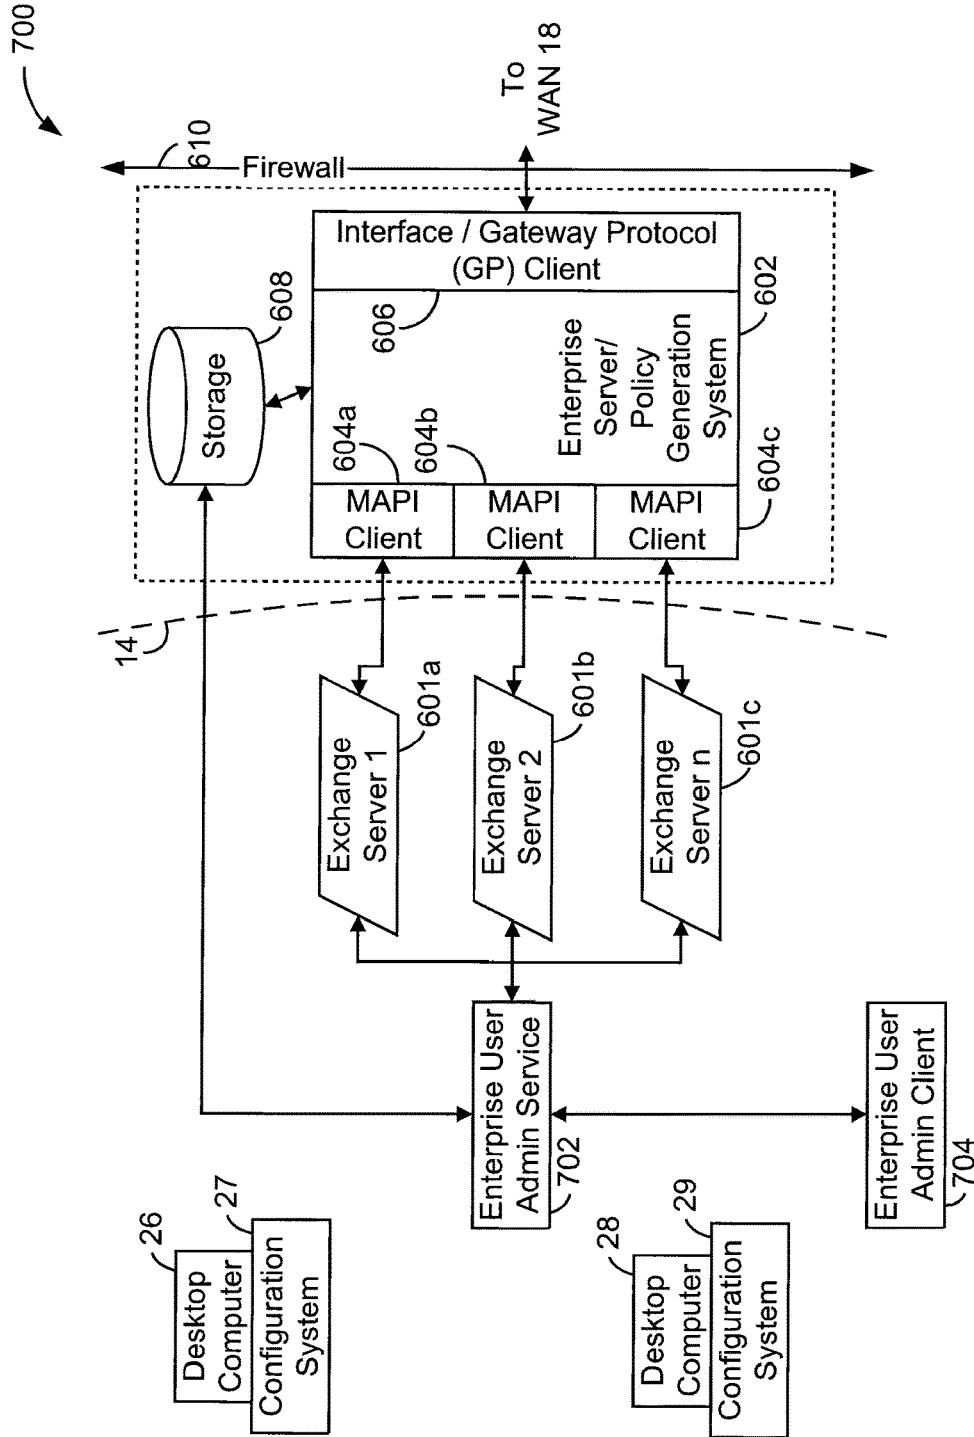 700
610
Firewall
To
WAN 18
Interface / Gateway Protocol
(GP) Client
606
602
Enterprise
Server/
Policy
Generation
System
608
Storage
604a
604b
604c
MAPI
Client
MAPI
Client
MAPI
Client
14
Exchange
Server 1
601a
Exchange
Server 2
601b
Exchange
Server n
601c
Enterprise User
Admin Service
702
Enterprise User
Admin Client
704
26
Desktop
Computer
27
Configuration
System
28
Desktop
Computer
29
Configuration
System